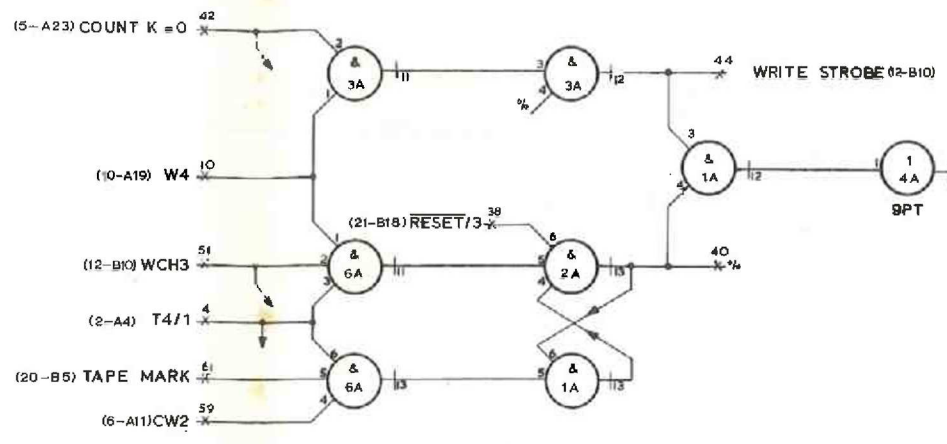 42
(5-A23) COUNT K = 0
2
&
3A
11
1
3
&
3A
12
4
%
44
WRITE STROBE (12-B10)
3
&
1A
12
4
1
1
4A
9PT
10
(10-A19) W4
38
(21-B18) RESET/3
51
(12-B10) WCH3
1
2
&
6A
11
3
6
5
&
2A
13
4
40
%
4
(2-A4) T4/1
61
(20-B5) TAPE MARK
6
5
&
6A
13
4
6
5
&
1A
13
59
(6-A11) CW2